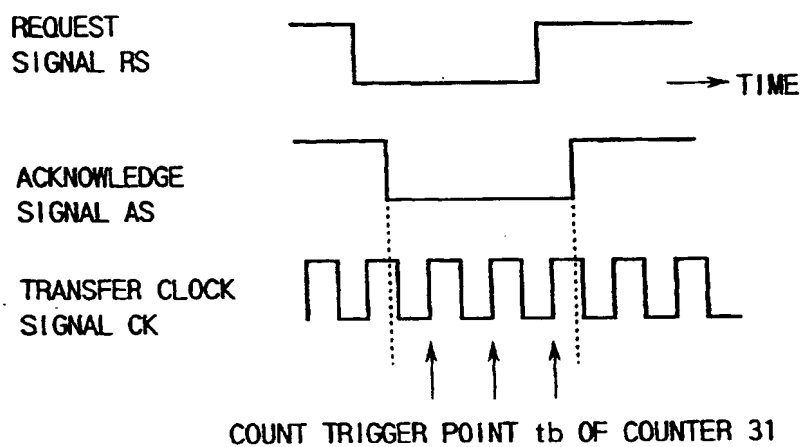 REQUEST
SIGNAL RS
TIME
ACKNOWLEDGE
SIGNAL AS
TRANSFER CLOCK
SIGNAL CK
COUNT TRIGGER POINT tb OF COUNTER 31